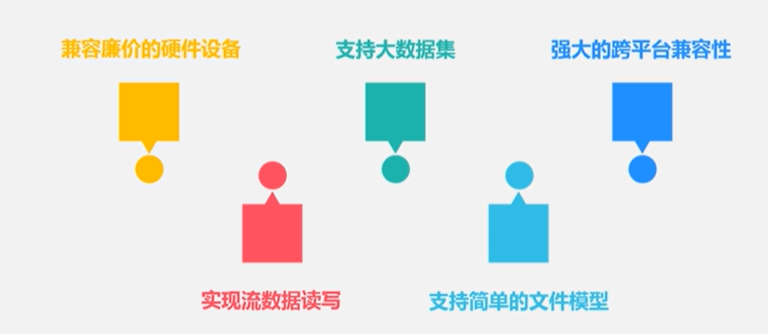 兼容廉价的硬件设备
支持大数据集
强大的跨平台兼容性
实现流数据读写
支持简单的文件模型